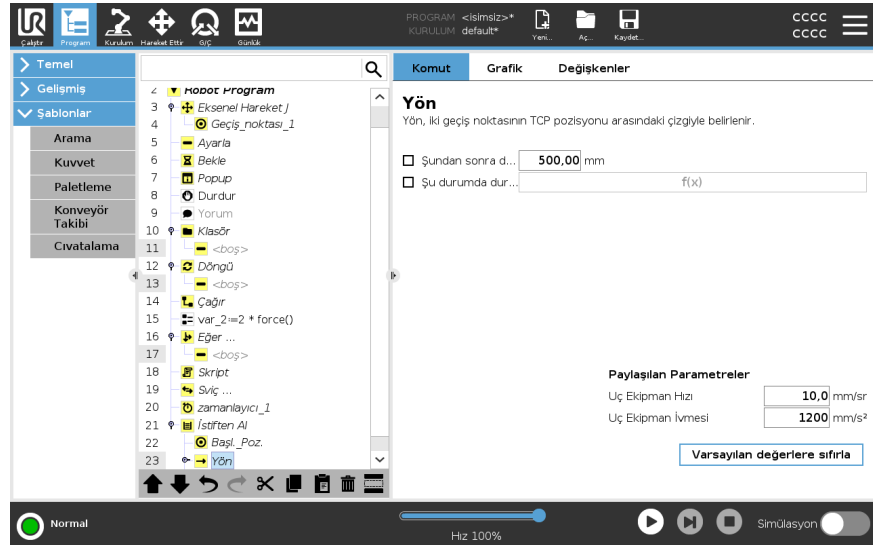 PROGRAM <isimsiz>*
KURULUM default*
Çalıştır Program Kurulum Hareket Ettir G/Ç Günlük Yeni... Aç... Kaydet...
cccc
cccc
Temel
Gelişmiş
Şablonlar
Arama
Kuvvet
Paletleme
Konveyör
Takibi
Cıvatalama
2 Robot Program
3 Eksenel Hareket J
4 Geçiş_noktası_1
5 Ayarla
6 Bekle
7 Popup
8 Durdur
9 Yorum
10 Klasör
11 <boş>
12 Döngü
13 <boş>
14 Çağır
15 var_2:=2 * force()
16 Eğer ...
17 <boş>
18 Skript
19 Sviç ...
20 zamanlayıcı_1
21 İstiften Al
22 Başl._Poz.
23 Yön
Komut Grafik Değişkenler
Yön
Yön, iki geçiş noktasının TCP pozisyonu arasındaki çizgiyle belirlenir.
Şundan sonra d... 500,00 mm
Şu durumda dur... f(x)
Paylaşılan Parametreler
Uç Ekipman Hızı 10,0 mm/sr
Uç Ekipman İvmesi 1200 mm/s²
Varsayılan değerlere sıfırla
Normal
Hız 100%
Simülasyon